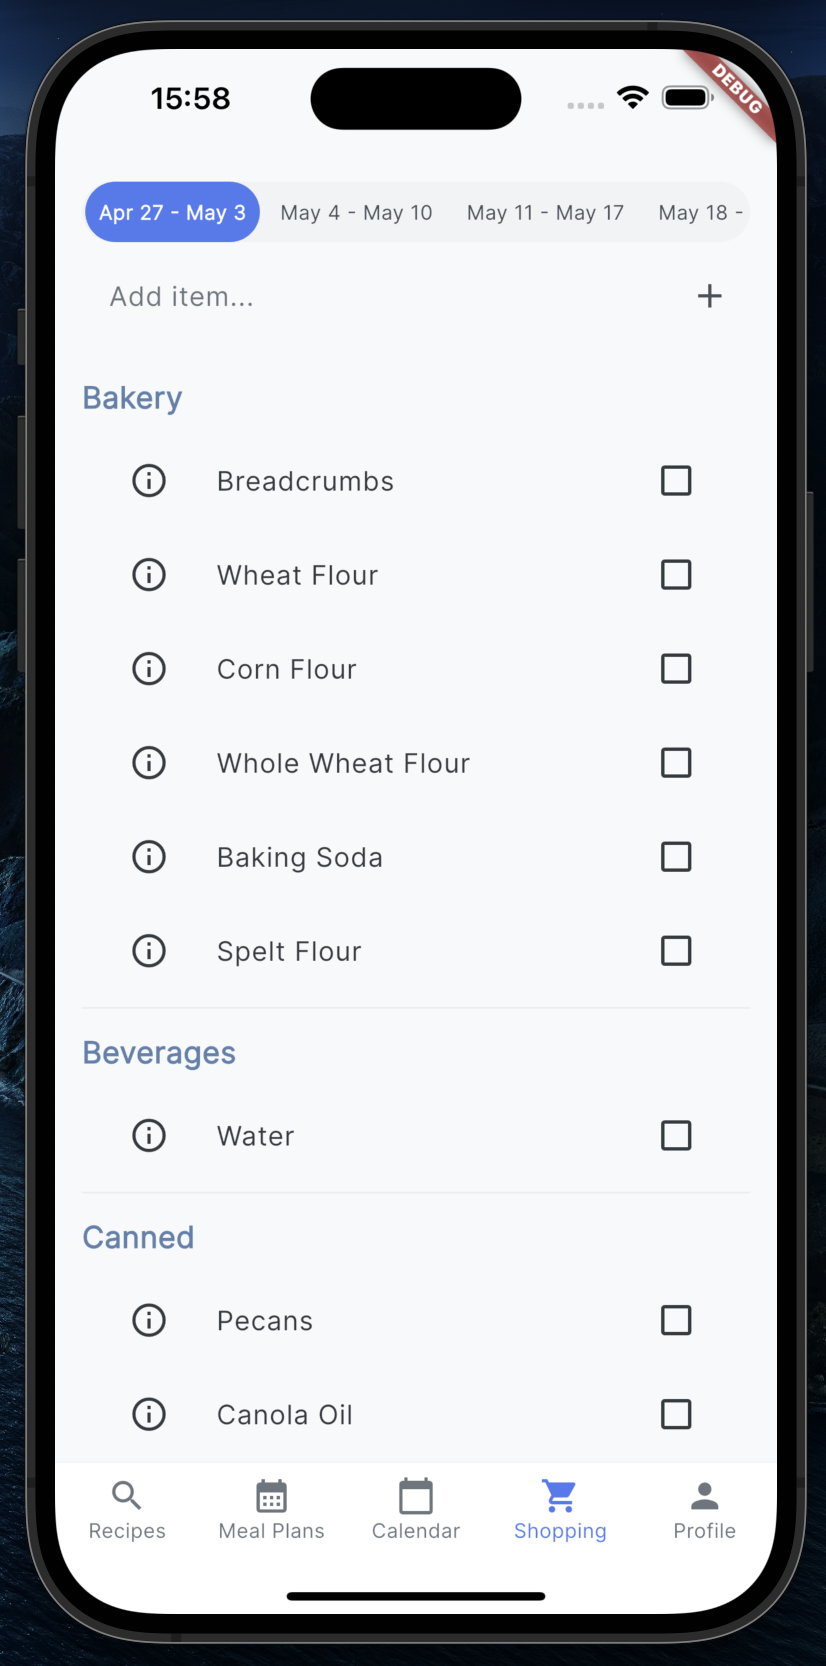 15:58
DEBUG
Apr 27 - May 3 May 4 - May 10 May 11 - May 17 May 18 -
Add item...
Bakery
Breadcrumbs
Wheat Flour
Corn Flour
Whole Wheat Flour
Baking Soda
Spelt Flour
Beverages
Water
Canned
Pecans
Canola Oil
Recipes Meal Plans Calendar Shopping Profile